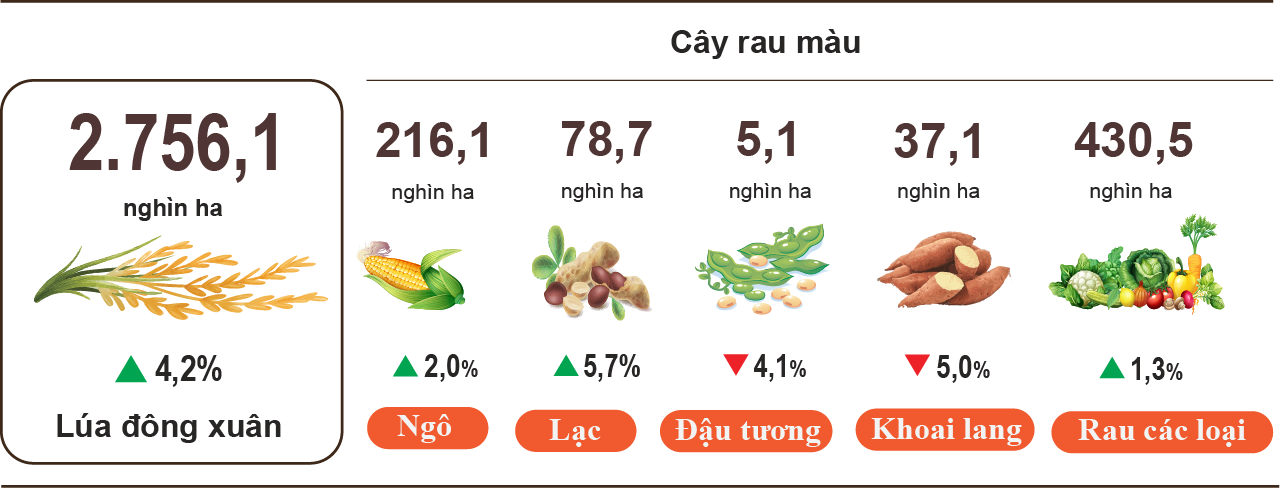 Cây rau màu
2.756,1
nghìn ha
4,2%
Lúa đông xuân
216,1
nghìn ha
2,0%
Ngô
78,7
nghìn ha
5,7%
Lạc
5,1
nghìn ha
4,1%
Đậu tương
37,1
nghìn ha
5,0%
Khoai lang
430,5
nghìn ha
1,3%
Rau các loại